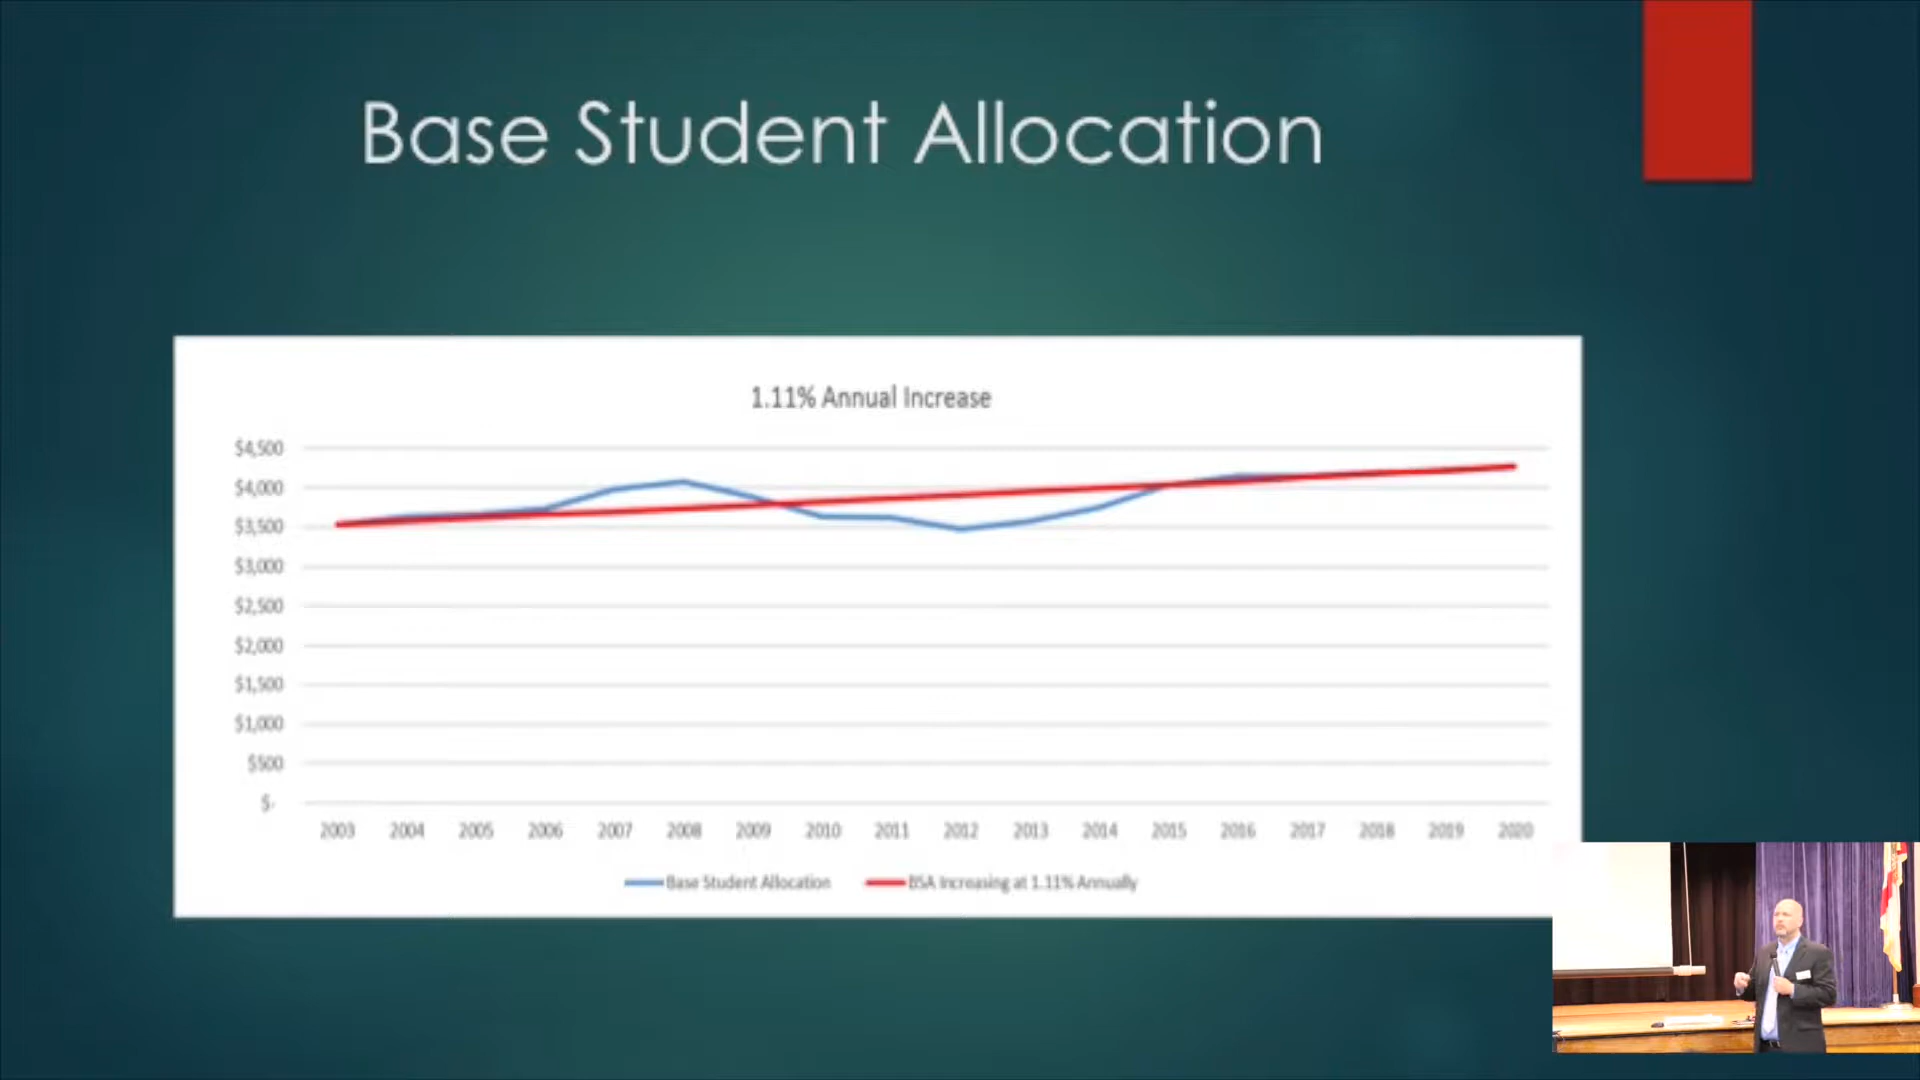 Base Student Allocation
1.11% Annual Increase
$4,500
$4,000
$3,500
$3,000
$2,500
$2,000
$1,500
$1,000
$500
$-
2003 2004 2005 2006 2007 2008 2009 2010 2011 2012 2013 2014 2015 2016 2017 2018 2019 2020
Base Student Allocation BSA Increasing at 1.11% Annually